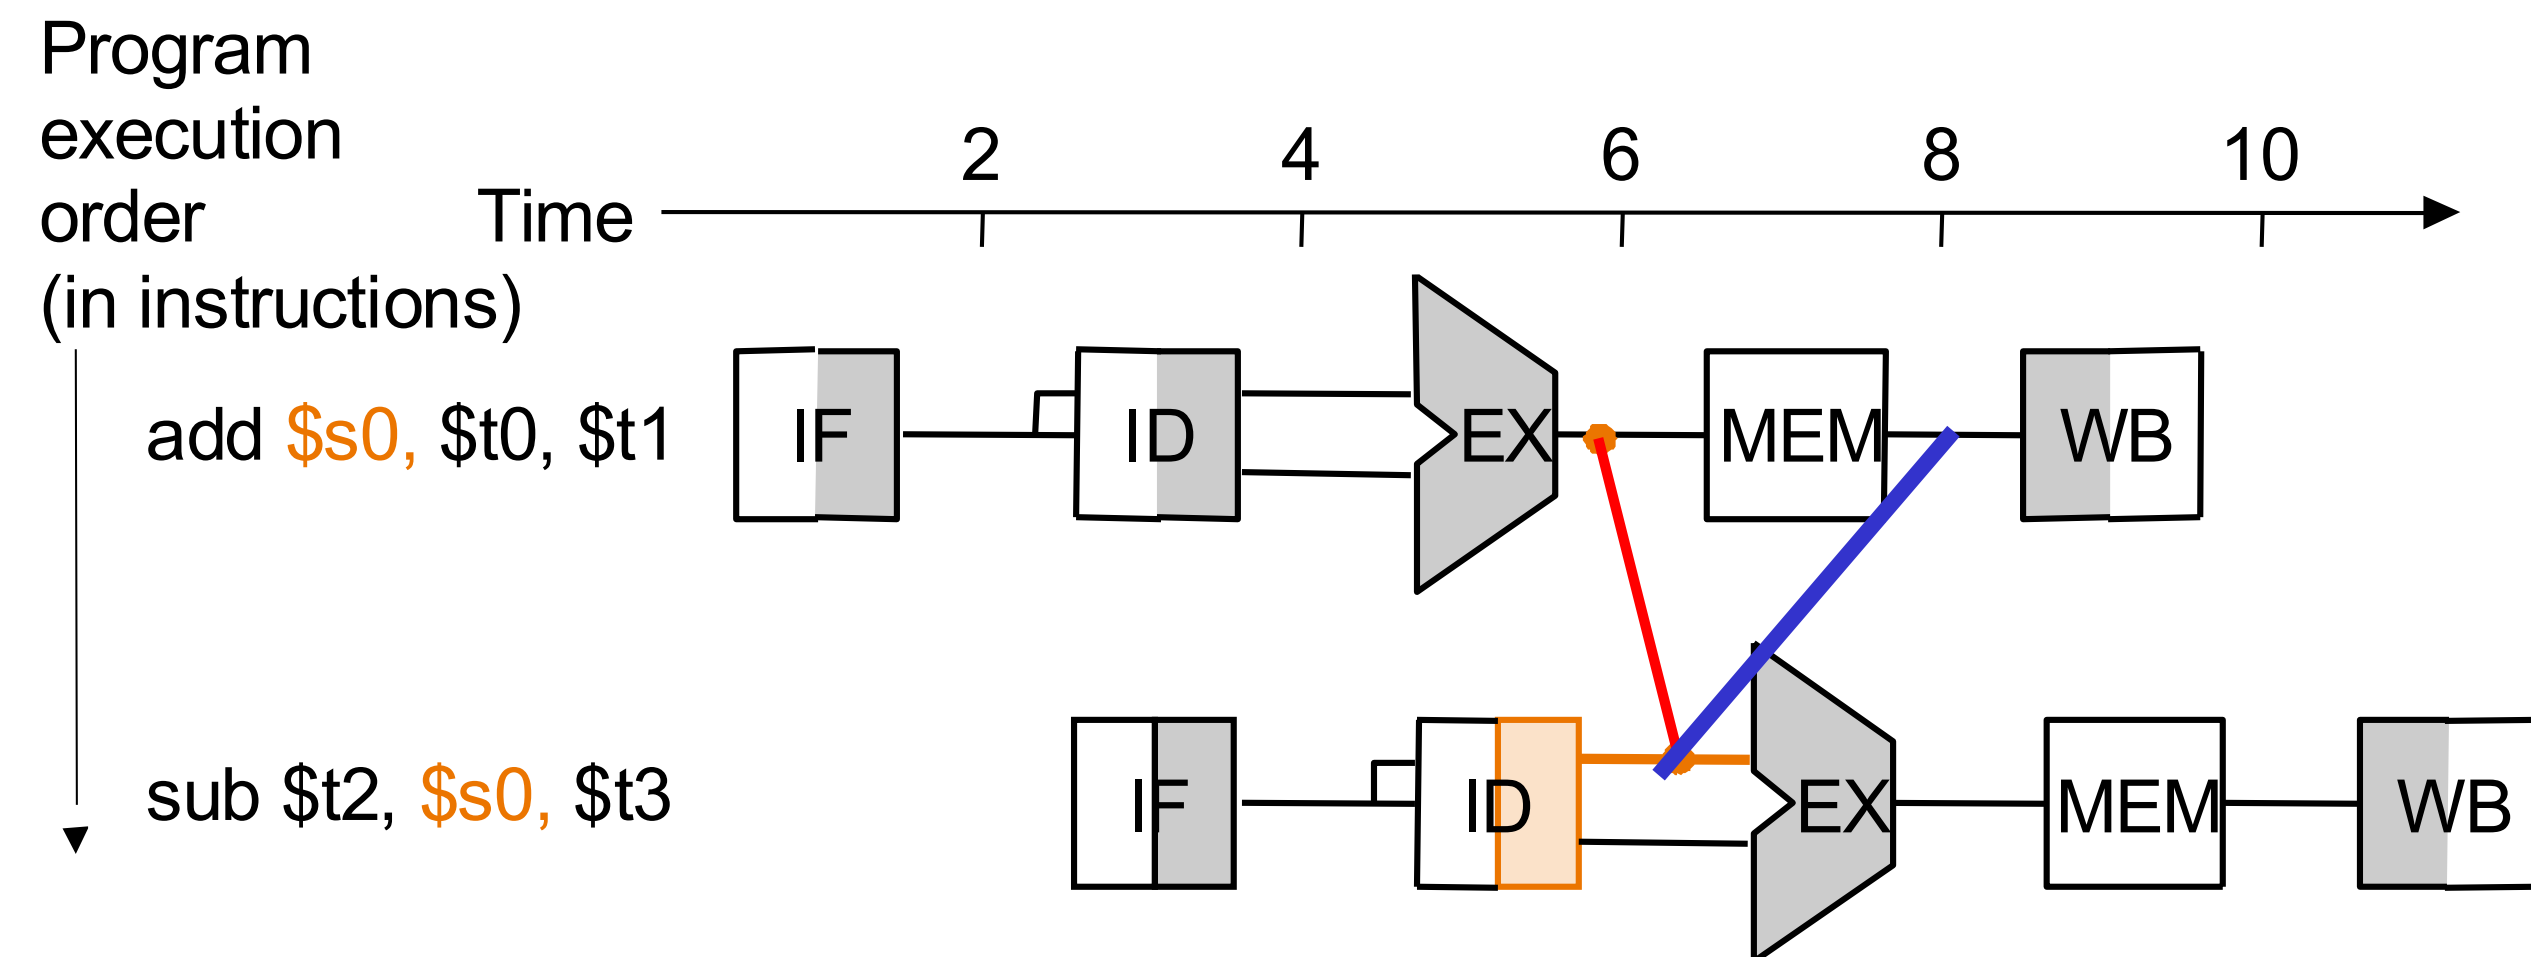 Program
execution
2 4 6 8 10
order Time
(in instructions)
add $s0, $t0, $t1
IF ID EX MEM WB
sub $t2, $s0, $t3
IF ID EX MEM WB